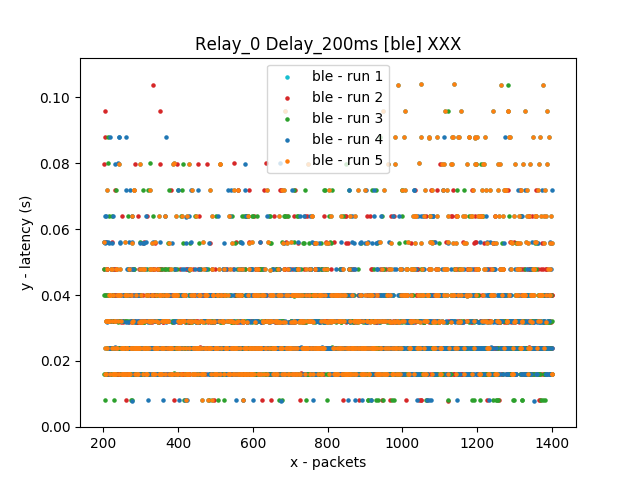 Relay_0 Delay_200ms [ble] XXX
ble - run 1
ble - run 2
ble - run 3
ble - run 4
ble - run 5
y - latency (s)
0.10
0.08
0.06
0.04
0.02
0.00
200 400 600 800 1000 1200 1400
x - packets